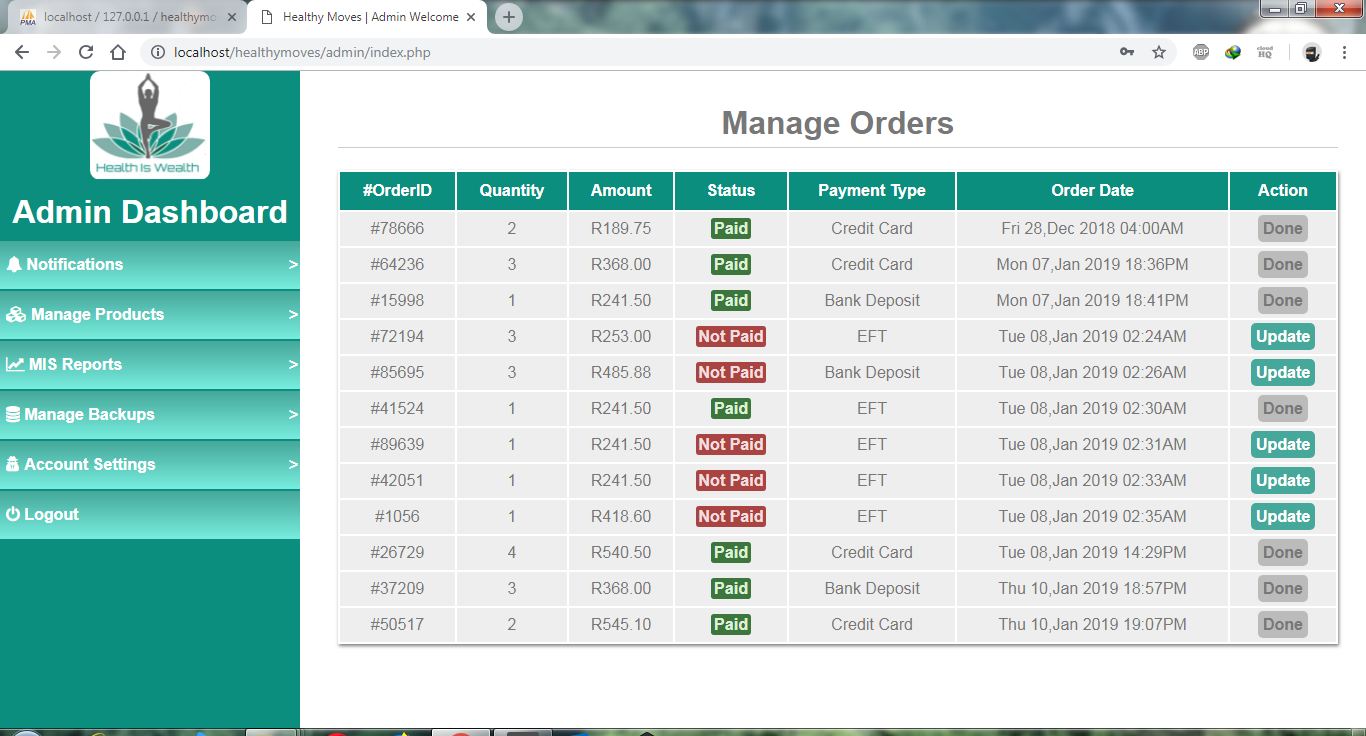 localhost / 127.0.0.1 / healthymo
Healthy Moves | Admin Welcome
localhost/healthymoves/admin/index.php
ABP
cloud HQ
PMA
Health Is Wealth
Admin Dashboard
Notifications >
Manage Products >
MIS Reports >
Manage Backups >
Account Settings >
Logout
Manage Orders
#OrderID Quantity Amount Status Payment Type Order Date Action
#78666 2 R189.75 Paid Credit Card Fri 28,Dec 2018 04:00AM Done
#64236 3 R368.00 Paid Credit Card Mon 07,Jan 2019 18:36PM Done
#15998 1 R241.50 Paid Bank Deposit Mon 07,Jan 2019 18:41PM Done
#72194 3 R253.00 Not Paid EFT Tue 08,Jan 2019 02:24AM Update
#85695 3 R485.88 Not Paid Bank Deposit Tue 08,Jan 2019 02:26AM Update
#41524 1 R241.50 Paid EFT Tue 08,Jan 2019 02:30AM Done
#89639 1 R241.50 Not Paid EFT Tue 08,Jan 2019 02:31AM Update
#42051 1 R241.50 Not Paid EFT Tue 08,Jan 2019 02:33AM Update
#1056 1 R418.60 Not Paid EFT Tue 08,Jan 2019 02:35AM Update
#26729 4 R540.50 Paid Credit Card Tue 08,Jan 2019 14:29PM Done
#37209 3 R368.00 Paid Bank Deposit Thu 10,Jan 2019 18:57PM Done
#50517 2 R545.10 Paid Credit Card Thu 10,Jan 2019 19:07PM Done